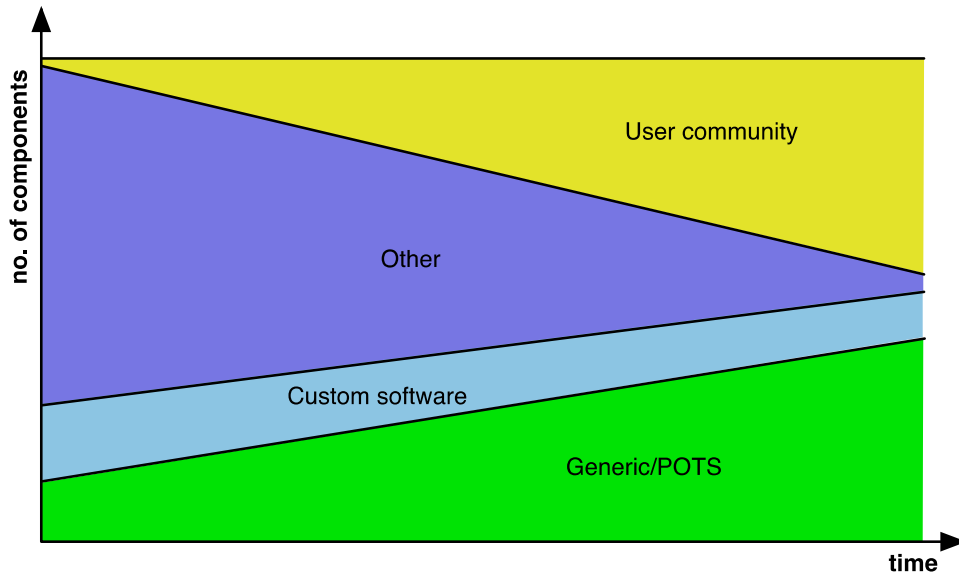 no. of components
User community
Other
Custom software
Generic/POTS
time